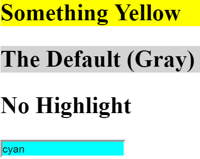 Something Yellow
The Default (Gray)
No Highlight
cyan